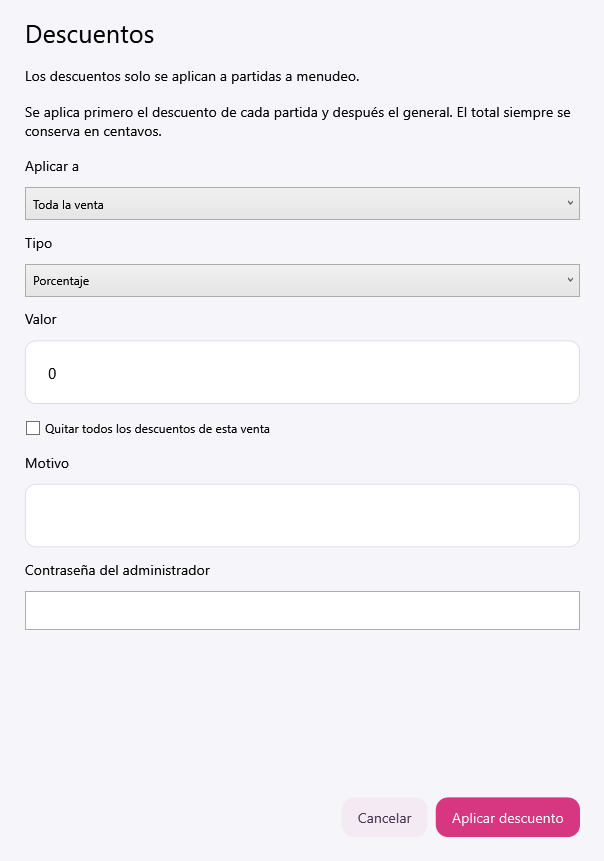 Descuentos
Los descuentos solo se aplican a partidas a menudeo.
Se aplica primero el descuento de cada partida y después el general. El total siempre se
conserva en centavos.
Aplicar a
Toda la venta
Tipo
Porcentaje
Valor
0
Quitar todos los descuentos de esta venta
Motivo
Contraseña del administrador
Cancelar
Aplicar descuento